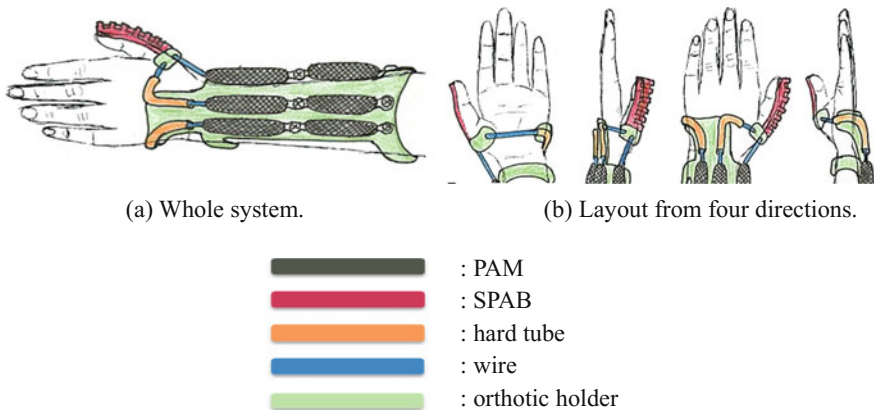 (a) Whole system.
(b) Layout from four directions.
: PAM
: SPAB
: hard tube
: wire
: orthotic holder